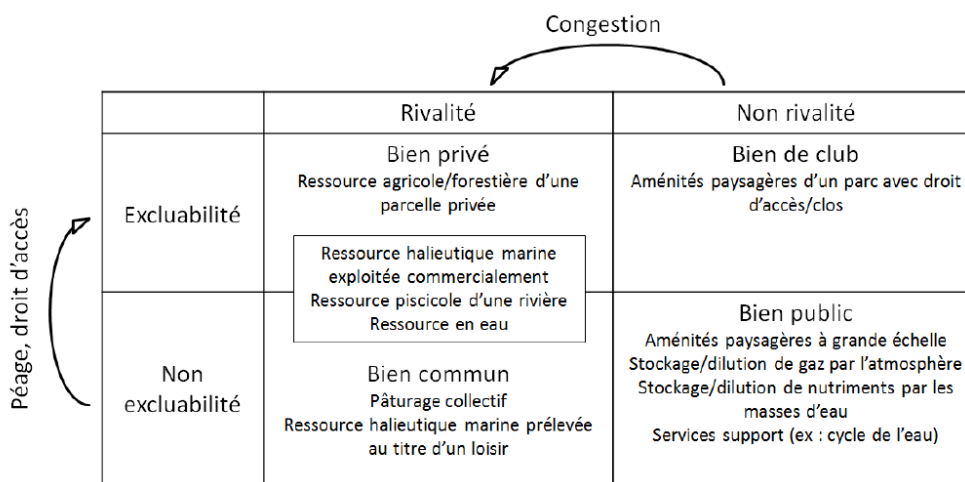 Congestion
Rivalité
Non rivalité
Péage, droit d'accès
Excluabilité
Bien privé
Ressource agricole/forestière d'une
parcelle privée
Bien de club
Aménités paysagères d'un parc avec droit
d'accès/clos
Ressource halieutique marine
exploitée commercialement
Ressource piscicole d'une rivière
Ressource en eau
Non
excluabilité
Bien commun
Pâturage collectif
Ressource halieutique marine prélevée
au titre d'un loisir
Bien public
Aménités paysagères à grande échelle
Stockage/dilution de gaz par l'atmosphère
Stockage/dilution de nutriments par les
masses d'eau
Services support (ex : cycle de l'eau)